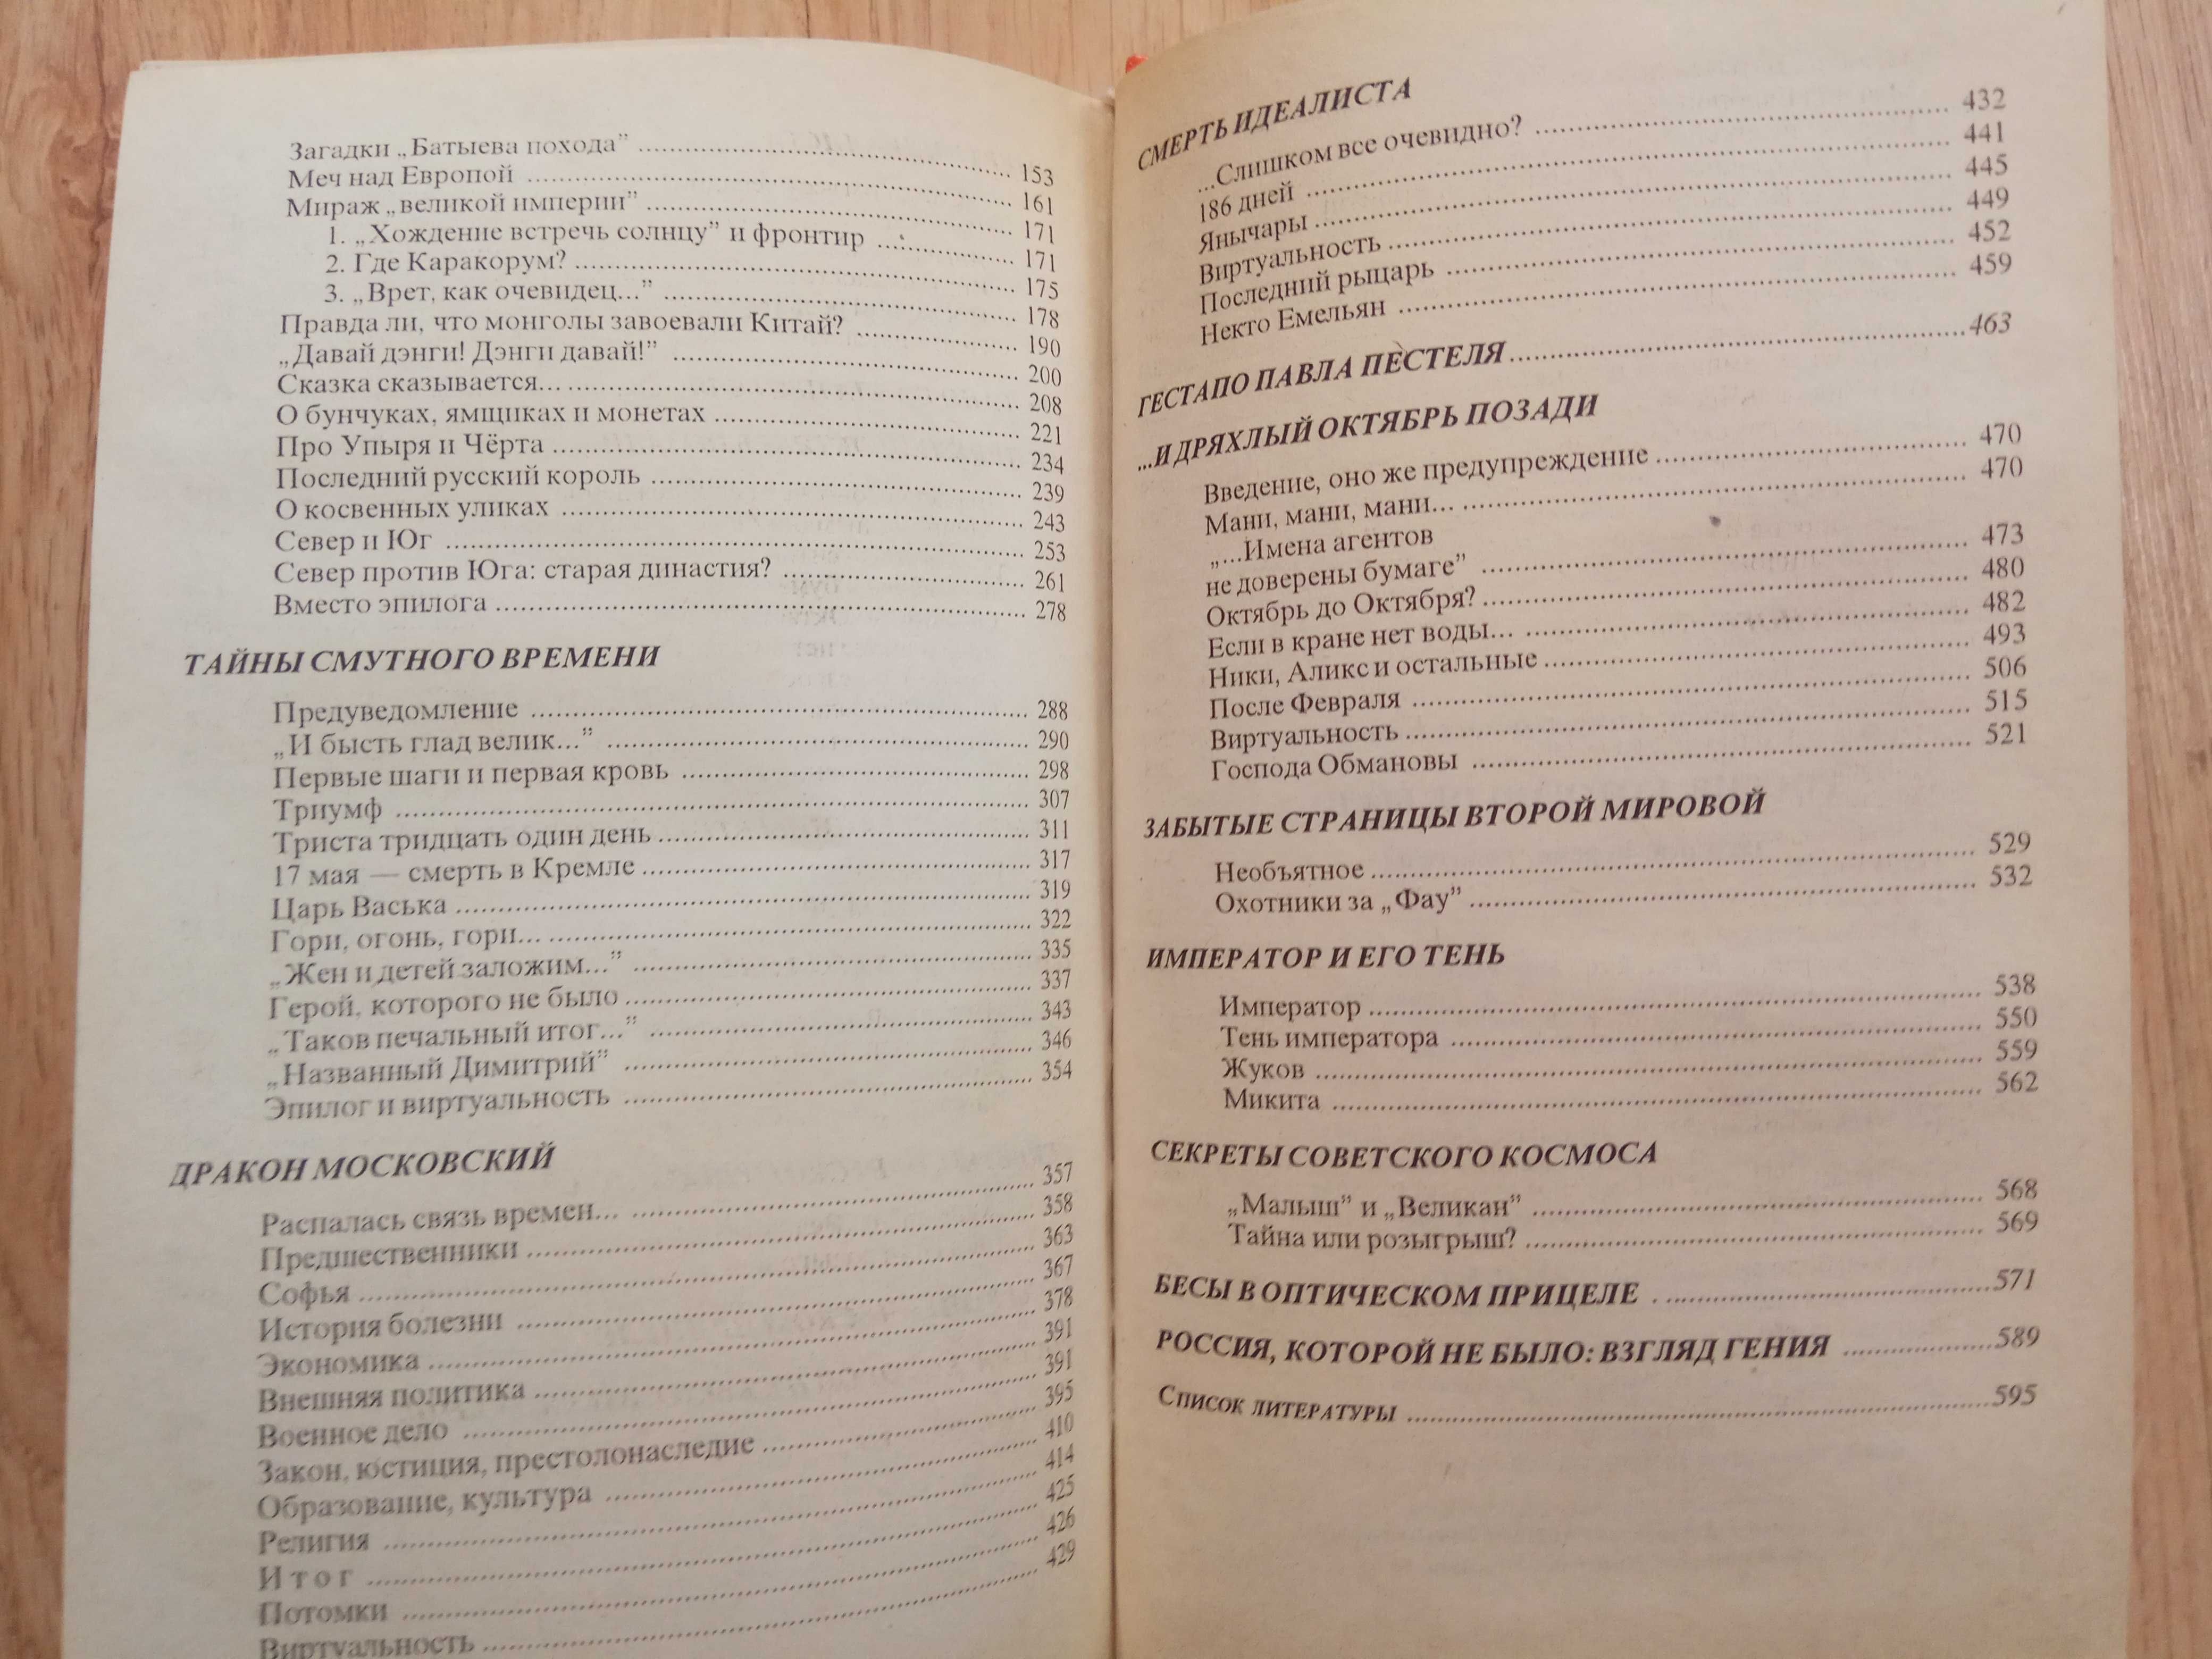 Загадки „Батыева похода” ........ 153
Меч над Европой ........ 161
Мираж „великой империи” ........ 171
1. „Хождение встречь солнцу” и фронтир ........ 171
2. Где Каракорум? ........ 175
3. „Врет, как очевидец...” ........ 178
Правда ли, что монголы завоевали Китай? ........ 190
„Давай дэнги! Дэнги давай!” ........ 200
Сказка сказывается... ........ 208
О бунчуках, ямщиках и монетах ........ 221
Про Упыря и Чёрта ........ 234
Последний русский король ........ 239
О косвенных уликах ........ 243
Север и Юг ........ 253
Север против Юга: старая династия? ........ 261
Вместо эпилога ........ 278
ТАЙНЫ СМУТНОГО ВРЕМЕНИ
Предуведомление ........ 288
„И бысть глад велик...” ........ 290
Первые шаги и первая кровь ........ 298
Триумф ........ 307
Триста тридцать один день ........ 311
17 мая — смерть в Кремле ........ 317
Царь Васька ........ 319
Гори, огонь, гори... ........ 322
„Жен и детей заложим...” ........ 335
Герой, которого не было ........ 337
„Таков печальный итог...” ........ 343
„Названный Димитрий” ........ 346
Эпилог и виртуальность ........ 354
ДРАКОН МОСКОВСКИЙ
Распалась связь времен... ........ 357
Предшественники ........ 358
Софья ........ 363
История болезни ........ 367
Экономика ........ 378
Внешняя политика ........ 391
Военное дело ........ 391
Закон, юстиция, престолонаследие ........ 395
Образование, культура ........ 410
Религия ........ 414
Итог ........ 425
Потомки ........ 426
Виртуальность ........ 429
СМЕРТЬ ИДЕАЛИСТА
...Слишком все очевидно? ........ 432
186 дней ........ 441
Янычары ........ 445
Виртуальность ........ 449
Последний рыцарь ........ 452
Некто Емельян ........ 459
ГЕСТАПО ПАВЛА ПЕСТЕЛЯ ........ 463
...И ДРЯХЛЫЙ ОКТЯБРЬ ПОЗАДИ
Введение, оно же предупреждение ........ 470
Мани, мани, мани... ........ 470
„...Имена агентов
не доверены бумаге” ........ 473
Октябрь до Октября? ........ 480
Если в кране нет воды... ........ 482
Ники, Аликс и остальные ........ 493
После Февраля ........ 506
Виртуальность ........ 515
Господа Обмановы ........ 521
ЗАБЫТЫЕ СТРАНИЦЫ ВТОРОЙ МИРОВОЙ
Необъятное ........ 529
Охотники за „Фау” ........ 532
ИМПЕРАТОР И ЕГО ТЕНЬ
Император ........ 538
Тень императора ........ 550
Жуков ........ 559
Микита ........ 562
СЕКРЕТЫ СОВЕТСКОГО КОСМОСА
„Малыш” и „Великан” ........ 568
Тайна или розыгрыш? ........ 569
БЕСЫ В ОПТИЧЕСКОМ ПРИЦЕЛЕ ........ 571
РОССИЯ, КОТОРОЙ НЕ БЫЛО: ВЗГЛЯД ГЕНИЯ ........ 589
СПИСОК ЛИТЕРАТУРЫ ........ 595